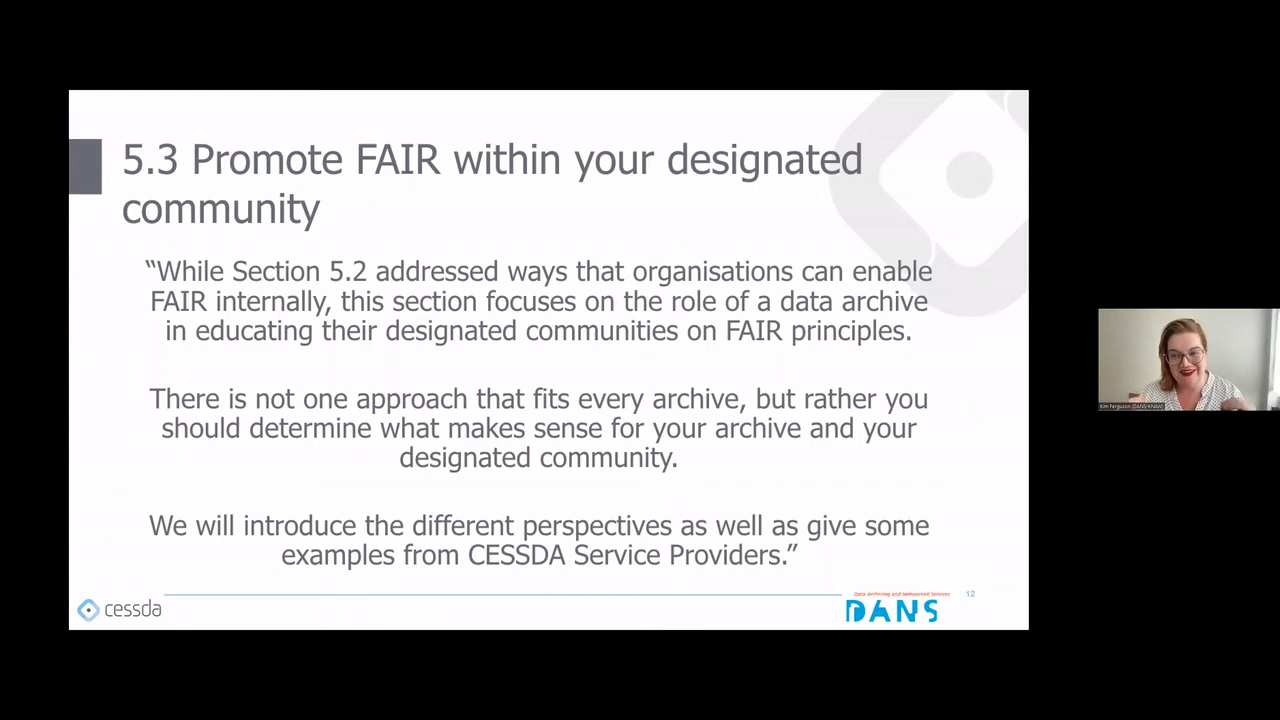 5.3 Promote FAIR within your designated
community
“While Section 5.2 addressed ways that organisations can enable
FAIR internally, this section focuses on the role of a data archive
in educating their designated communities on FAIR principles.
There is not one approach that fits every archive, but rather you
should determine what makes sense for your archive and your
designated community.
We will introduce the different perspectives as well as give some
examples from CESSDA Service Providers.”
cessda
Data Archiving and Networked Services
DANS
12
Kim Ferguson (DANS-KNAW)